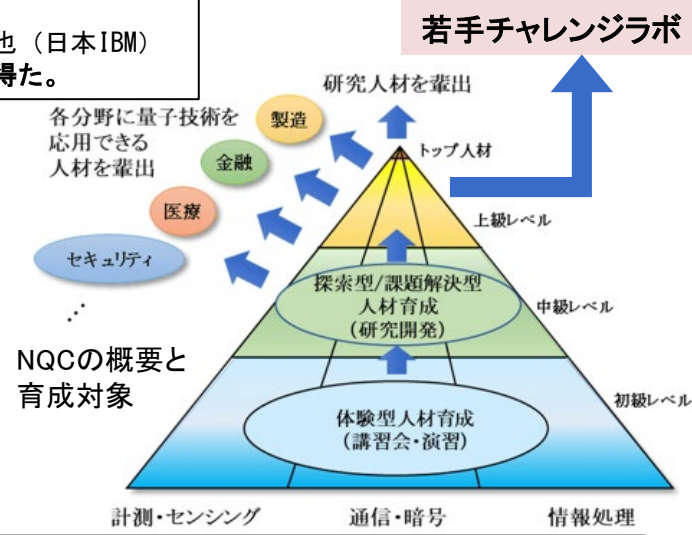 也（日本IBM）
得た。
若手チャレンジラボ
研究人材を輩出
各分野に量子技術を
応用できる
人材を輩出
製造
金融
医療
セキュリティ
⋰
トップ人材
上級レベル
探索型/課題解決型
人材育成
(研究開発)
中級レベル
NQCの概要と
育成対象
体験型人材育成
(講習会・演習)
初級レベル
計測・センシング
通信・暗号
情報処理